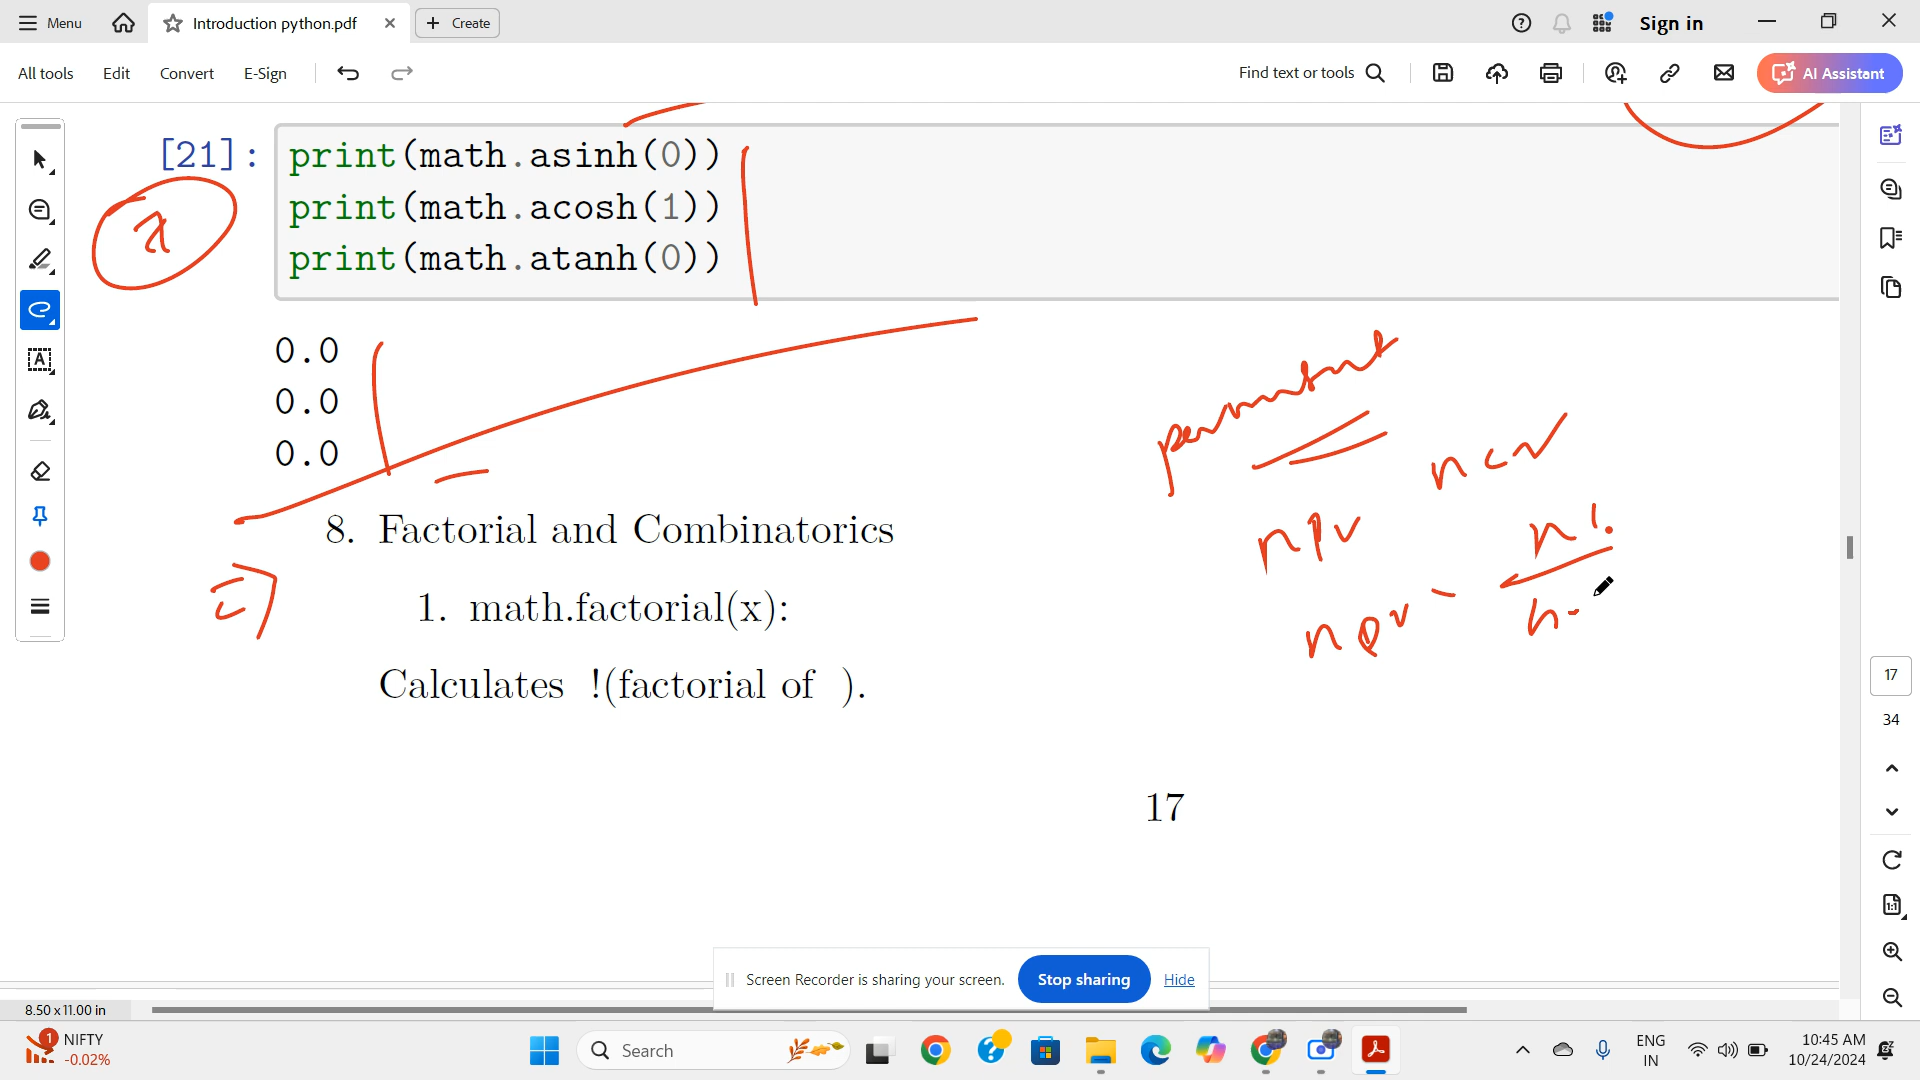 Menu
Introduction python.pdf
Create
Sign in
All tools Edit Convert E-Sign
Find text or tools
AI Assistant
[21]: print(math.asinh(0))
print(math.acosh(1))
print(math.atanh(0))
0.0
0.0
0.0
ncr
npr
n!
npr -
n-
8. Factorial and Combinatorics
1. math.factorial(x):
Calculates !(factorial of ).
17
17
34
Screen Recorder is sharing your screen. Stop sharing Hide
8.50 x 11.00 in
1 NIFTY
-0.02%
Search
ENG
IN
10:45 AM
10/24/2024